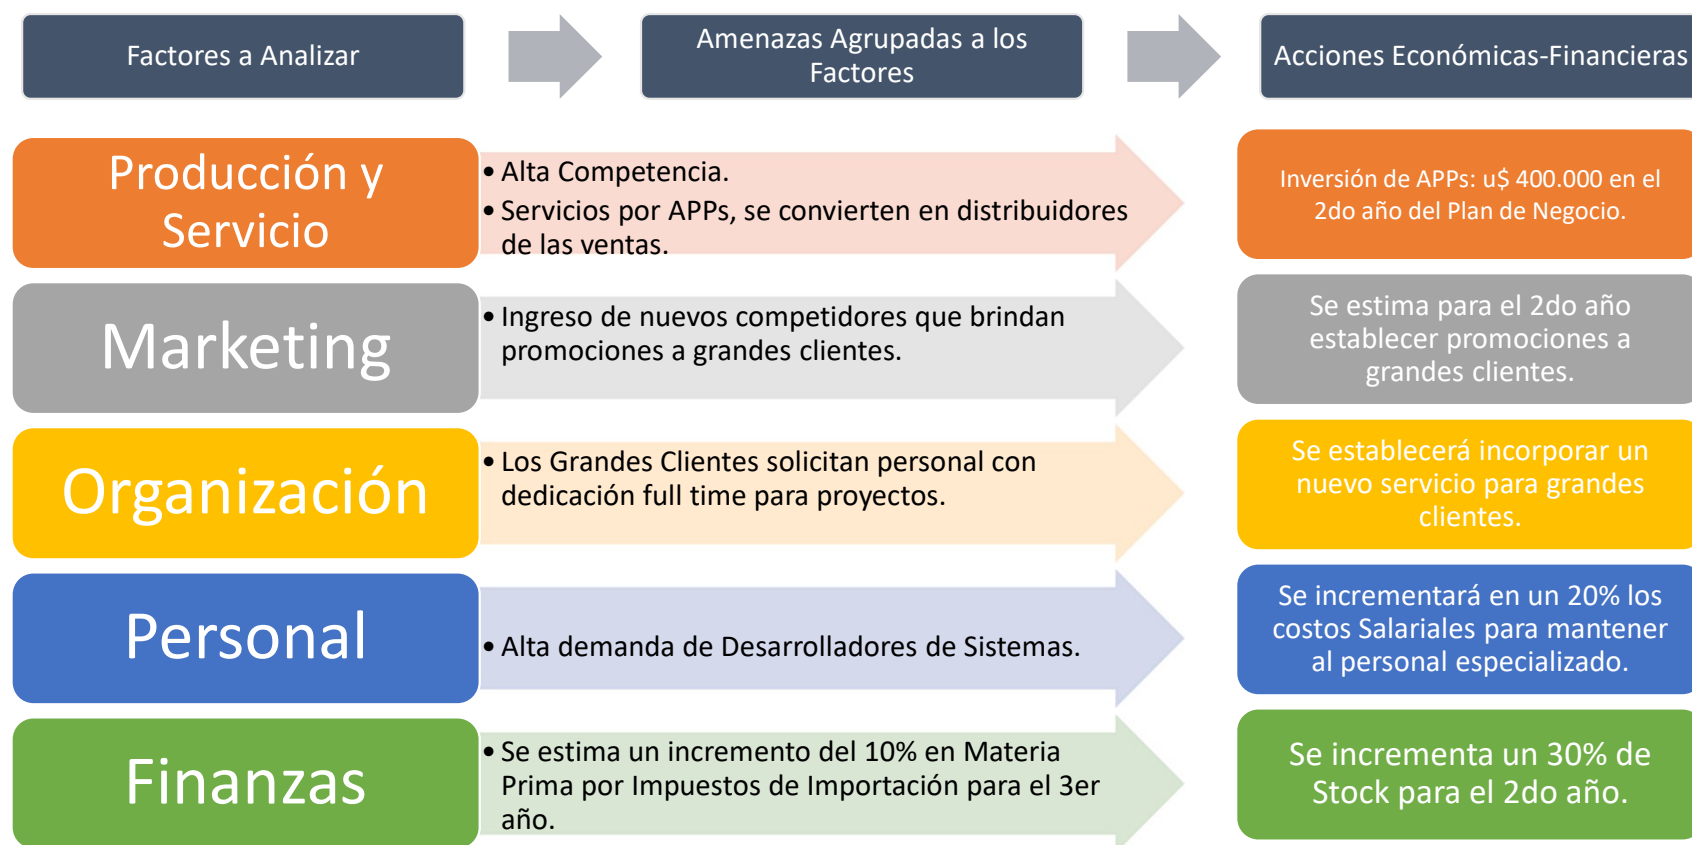 Factores a Analizar
Amenazas Agrupadas a los
Factores
Acciones Económicas-Financieras
Producción y
Servicio
• Alta Competencia.
• Servicios por APPs, se convierten en distribuidores
de las ventas.
Inversión de APPs: u$ 400.000 en el
2do año del Plan de Negocio.
Marketing
• Ingreso de nuevos competidores que brindan
promociones a grandes clientes.
Se estima para el 2do año
establecer promociones a
grandes clientes.
Organización
• Los Grandes Clientes solicitan personal con
dedicación full time para proyectos.
Se establecerá incorporar un
nuevo servicio para grandes
clientes.
Personal
• Alta demanda de Desarrolladores de Sistemas.
Se incrementará en un 20% los
costos Salariales para mantener
al personal especializado.
Finanzas
• Se estima un incremento del 10% en Materia
Prima por Impuestos de Importación para el 3er
año.
Se incrementa un 30% de
Stock para el 2do año.